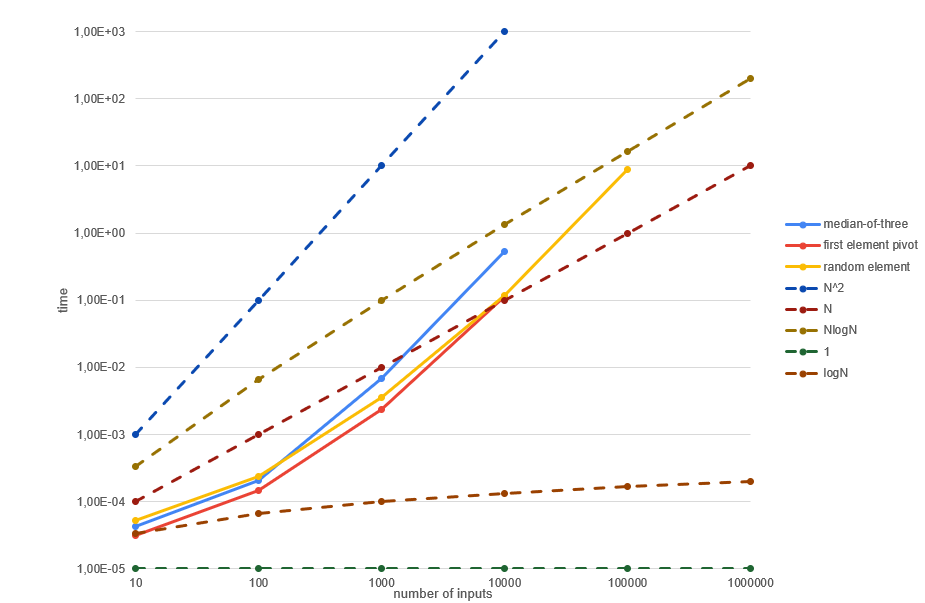 1,00E+03
1,00E+02
1,00E+01
1,00E+00
1,00E-01
1,00E-02
1,00E-03
1,00E-04
1,00E-05
time
10
100
1000
10000
100000
1000000
number of inputs
median-of-three
first element pivot
random element
N^2
N
NlogN
1
logN